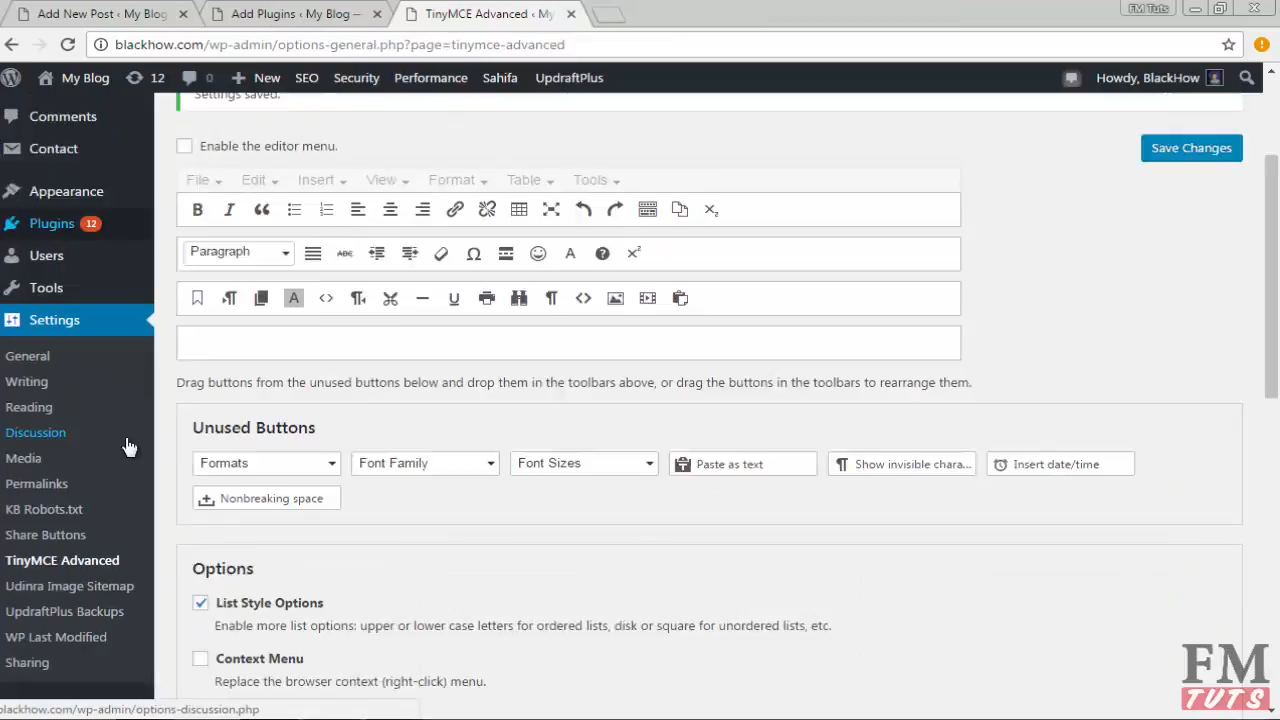 Add New Post ‹ My Blog
Add Plugins ‹ My Blog —
TinyMCE Advanced ‹ My
FM Tuts
blackhow.com/wp-admin/options-general.php?page=tinymce-advanced
My Blog
12
0
New
SEO
Security
Performance
Sahifa
UpdraftPlus
Howdy, BlackHow
Settings saved.
Comments
Contact
Appearance
Plugins 12
Users
Tools
Settings
General
Writing
Reading
Discussion
Media
Permalinks
KB Robots.txt
Share Buttons
TinyMCE Advanced
Udinra Image Sitemap
UpdraftPlus Backups
WP Last Modified
Sharing
Enable the editor menu.
Save Changes
File
Edit
Insert
View
Format
Table
Tools
Paragraph
Drag buttons from the unused buttons below and drop them in the toolbars above, or drag the buttons in the toolbars to rearrange them.
Unused Buttons
Formats
Font Family
Font Sizes
Paste as text
Show invisible chara...
Insert date/time
Nonbreaking space
Options
List Style Options
Enable more list options: upper or lower case letters for ordered lists, disk or square for unordered lists, etc.
Context Menu
Replace the browser context (right-click) menu.
blackhow.com/wp-admin/options-discussion.php
FM
TUTS